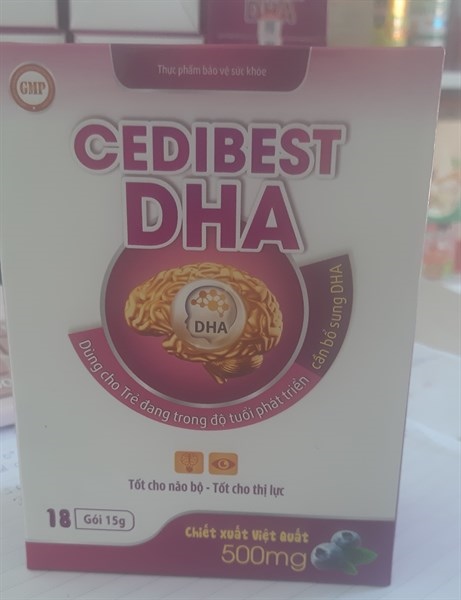 Thực phẩm bảo vệ sức khỏe
GMP
CEDIBEST
DHA
DHA
Dùng cho Trẻ đang trong độ tuổi phát triển
cần bổ sung DHA
Tốt cho não bộ - Tốt cho thị lực
18 Gói 15g
Chiết xuất Việt Quất
500mg